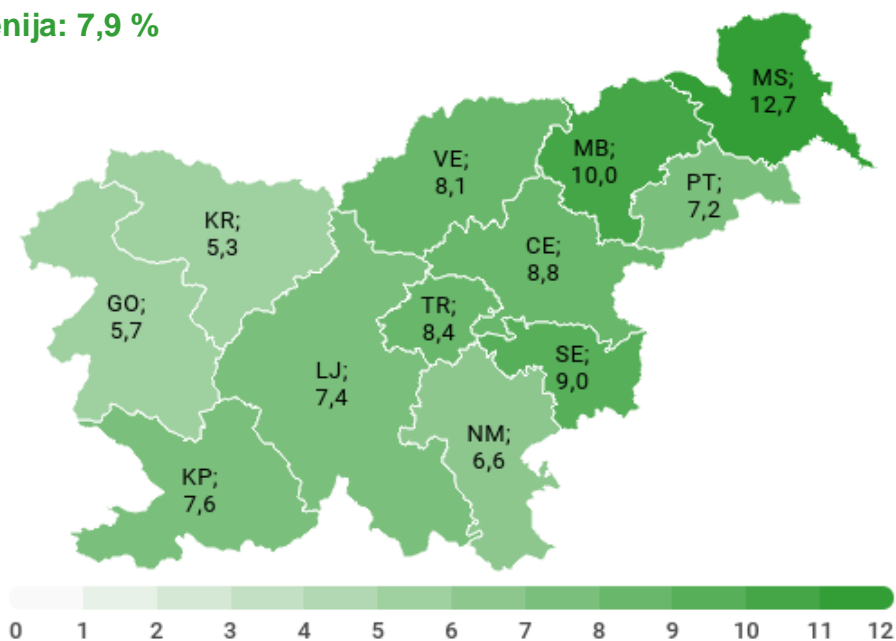 enija: 7,9 %
MS;
12,7
MB;
10,0
VE;
8,1
PT;
7,2
KR;
5,3
CE;
8,8
GO;
5,7
TR;
8,4
SE;
9,0
LJ;
7,4
NM;
6,6
KP;
7,6
0 1 2 3 4 5 6 7 8 9 10 11 12